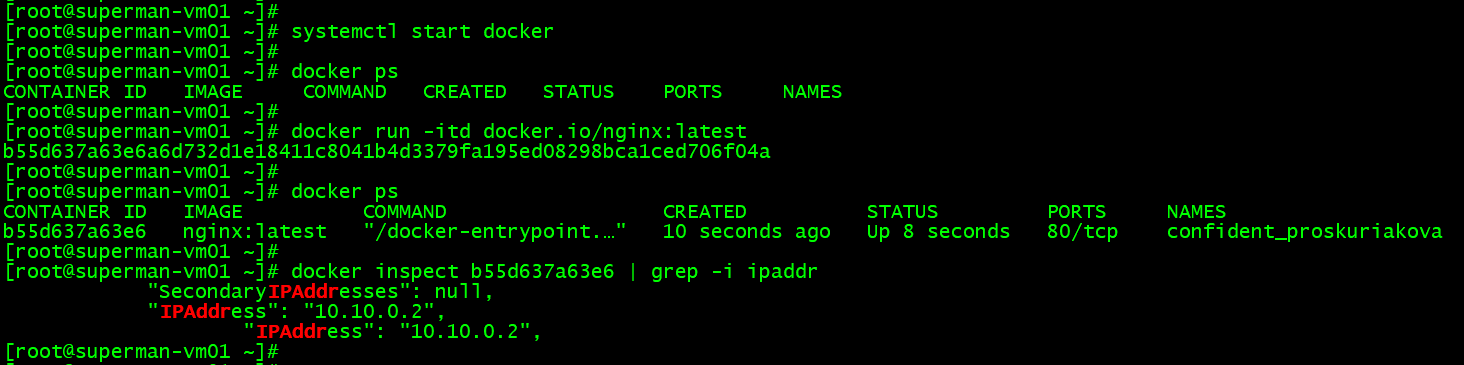 [root@superman-vm01 ~]#
[root@superman-vm01 ~]# systemctl start docker
[root@superman-vm01 ~]#
[root@superman-vm01 ~]# docker ps
CONTAINER ID   IMAGE     COMMAND   CREATED   STATUS    PORTS     NAMES
[root@superman-vm01 ~]#
[root@superman-vm01 ~]# docker run -itd docker.io/nginx:latest
b55d637a63e6a6d732d1e18411c8041b4d3379fa195ed08298bca1ced706f04a
[root@superman-vm01 ~]#
[root@superman-vm01 ~]# docker ps
CONTAINER ID   IMAGE          COMMAND                  CREATED          STATUS         PORTS     NAMES
b55d637a63e6   nginx:latest   "/docker-entrypoint.…"   10 seconds ago   Up 8 seconds   80/tcp    confident_proskuriakova
[root@superman-vm01 ~]#
[root@superman-vm01 ~]# docker inspect b55d637a63e6 | grep -i ipaddr
            "SecondaryIPAddresses": null,
            "IPAddress": "10.10.0.2",
                    "IPAddress": "10.10.0.2",
[root@superman-vm01 ~]#